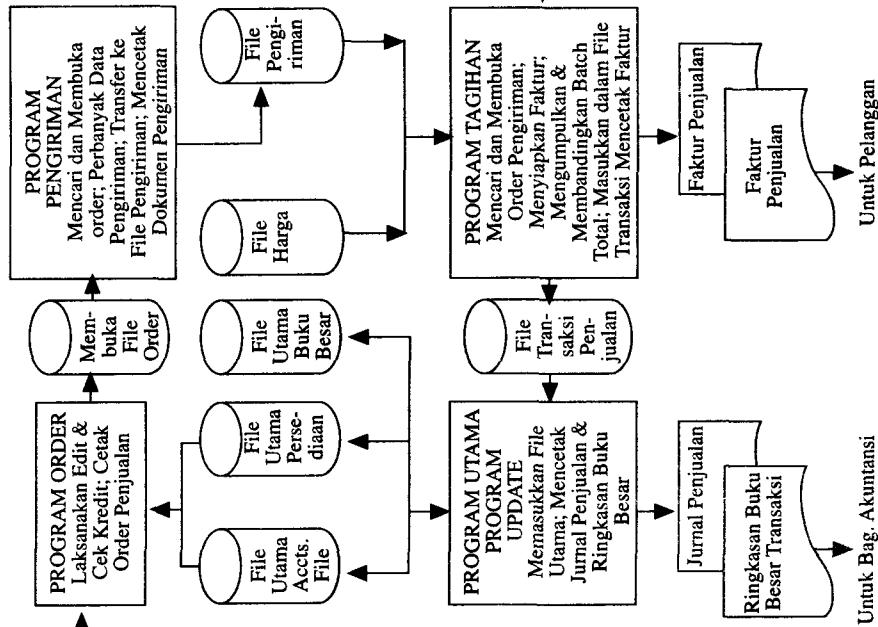 PROGRAM ORDER
Laksanakan Edit &
Cek Kredit; Cetak
Order Penjualan
Mem-
buka
File
Order
PROGRAM
PENGIRIMAN
Mencari dan Membuka
order; Perbanyak Data
Pengiriman; Transfer ke
File Pengiriman; Mencetak
Dokumen Pengiriman
File
Utama
Accts.
File
File
Utama
Perse-
diaan
File
Utama
Buku
Besar
File
Harga
File
Pengi-
riman
PROGRAM UTAMA
PROGRAM
UPDATE
Memasukkan File
Utama; Mencetak
Jurnal Penjualan &
Ringkasan Buku
Besar
File
Tran-
saksi
Pen-
jualan
PROGRAM TAGIHAN
Mencari dan Membuka
Order Pengiriman;
Menyiapkan Faktur;
Mengumpulkan &
Membandingkan Batch
Total; Masukkan dalam File
Transaksi Mencetak Faktur
Jurnal Penjualan
Ringkasan Buku
Besar Transaksi
Untuk Bag. Akuntansi
Faktur Penjualan
Faktur
Penjualan
Untuk Pelanggan